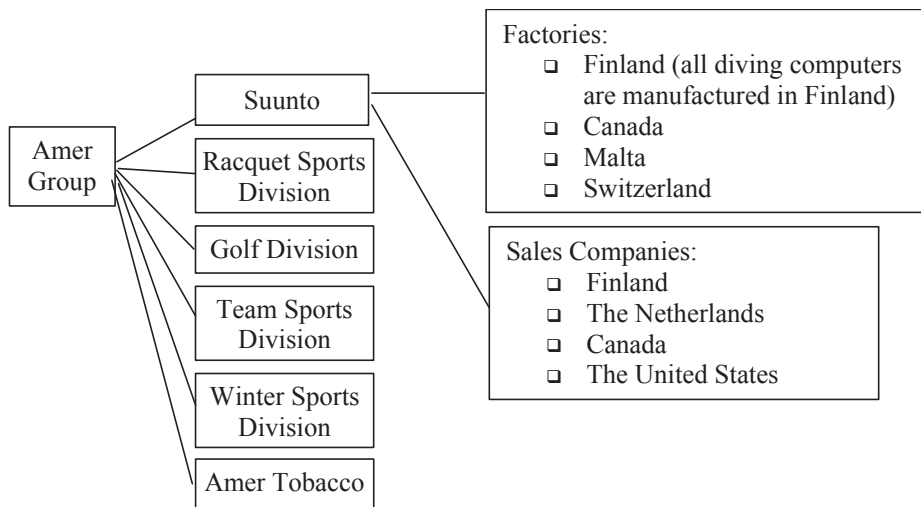 Amer
Group
Suunto
Racquet Sports
Division
Golf Division
Team Sports
Division
Winter Sports
Division
Amer Tobacco
Factories:
❑ Finland (all diving computers
are manufactured in Finland)
❑ Canada
❑ Malta
❑ Switzerland
Sales Companies:
❑ Finland
❑ The Netherlands
❑ Canada
❑ The United States